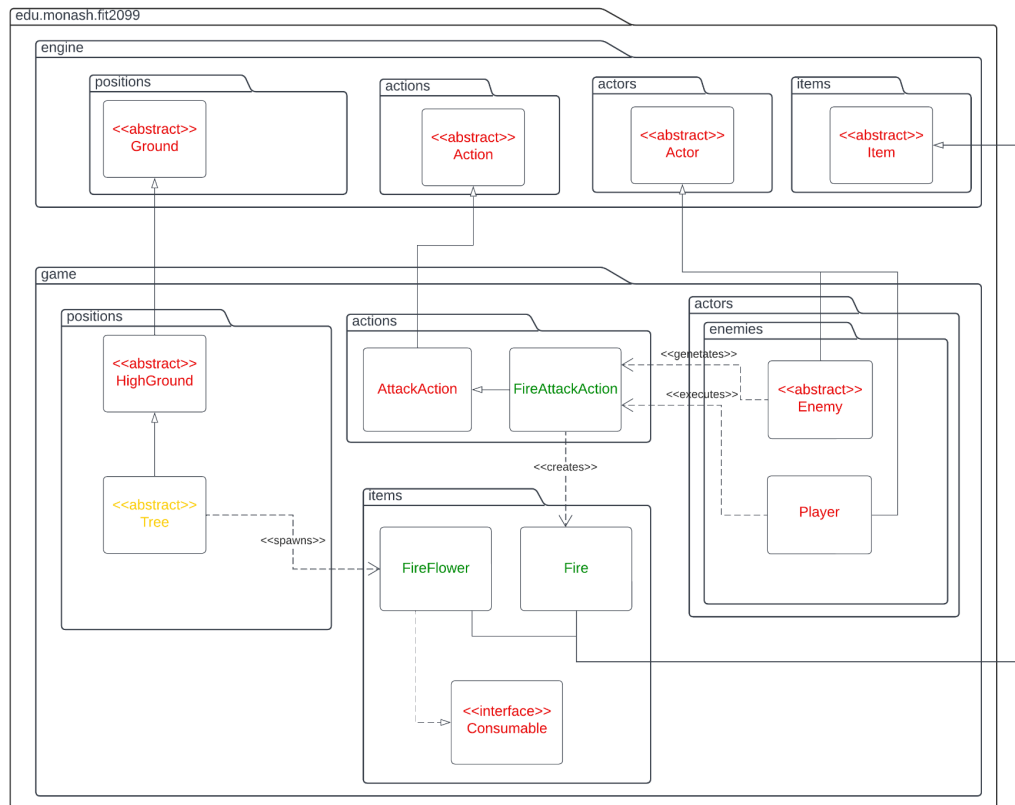 edu.monash.fit2099
engine
positions
actions
actors
items
<<abstract>>
Ground
<<abstract>>
Action
<<abstract>>
Actor
<<abstract>>
Item
game
positions
actions
actors
enemies
<<abstract>>
HighGround
AttackAction
FireAttackAction
<<genetates>>
<<executes>>
<<abstract>>
Enemy
<<creates>>
<<abstract>>
Tree
<<spawns>>
items
FireFlower
Fire
Player
<<interface>>
Consumable